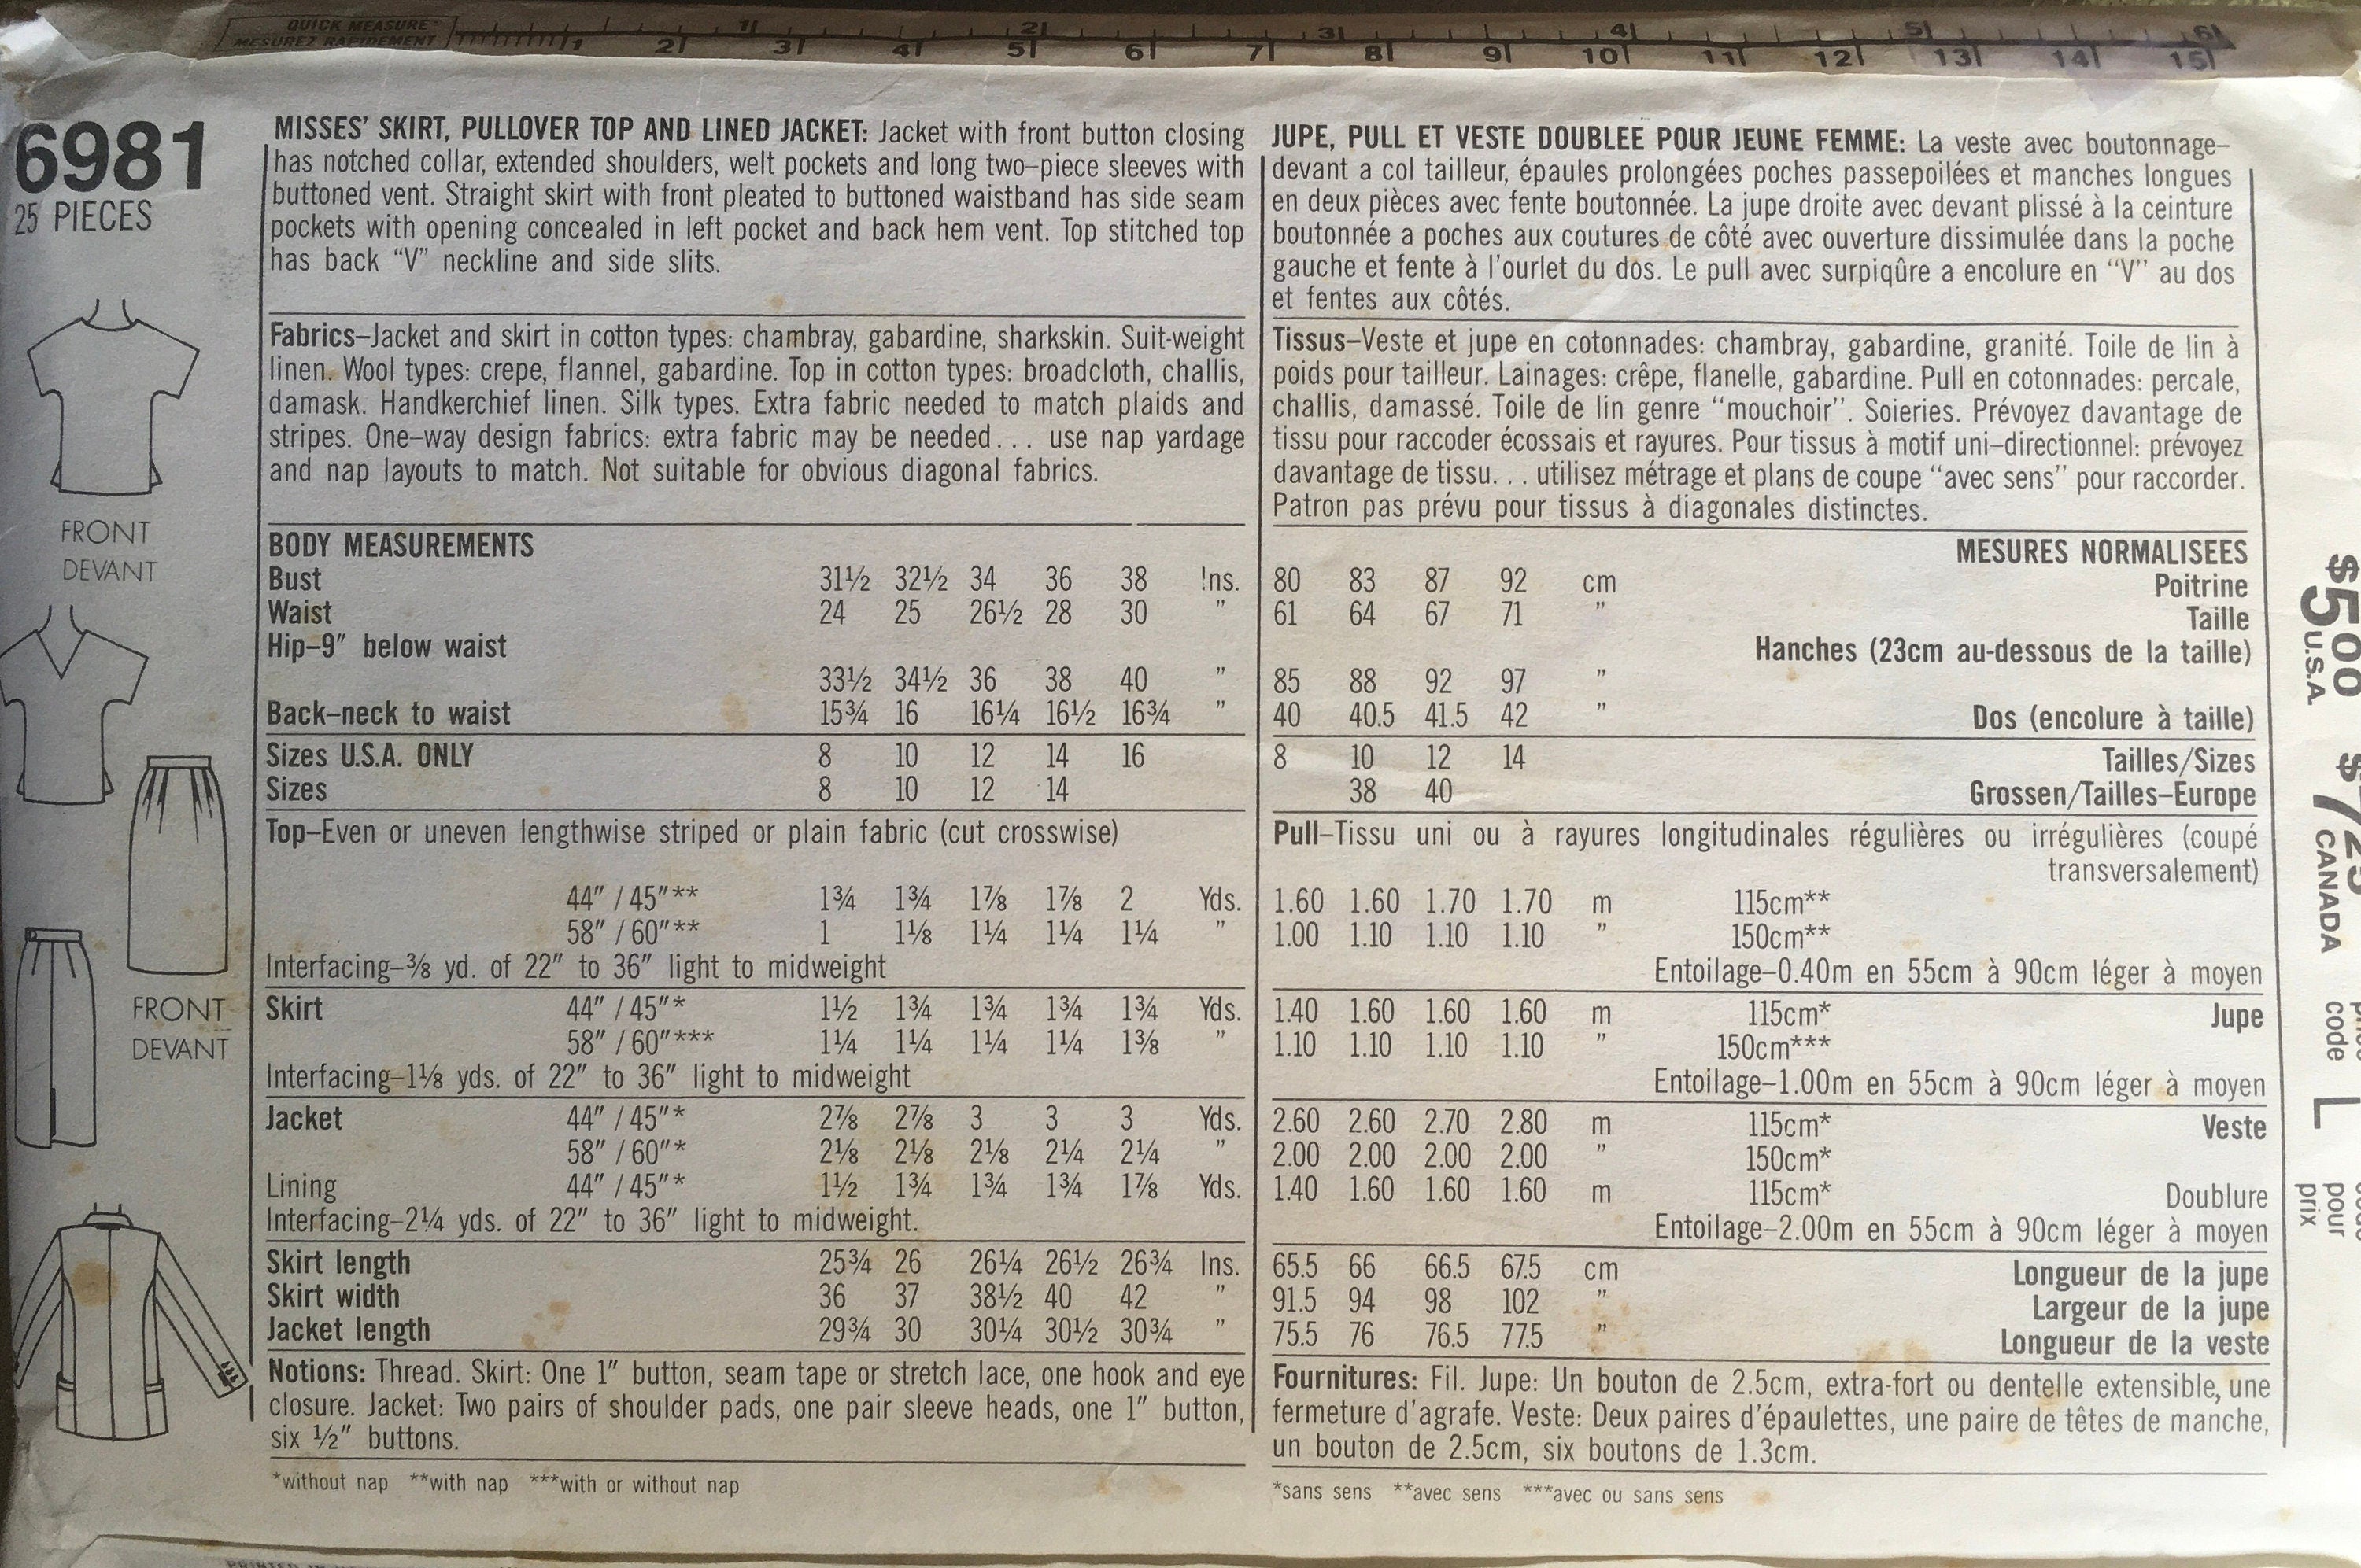 QUICK MEASURE
MESUREZ RAPIDEMENT
1 2 3 4 5 6
1 2 3 4 5 6 7 8 9 10 11 12 13 14 15
6981
25 PIECES
FRONT
DEVANT
FRONT
DEVANT
MISSES' SKIRT, PULLOVER TOP AND LINED JACKET: Jacket with front button closing
has notched collar, extended shoulders, welt pockets and long two-piece sleeves with
buttoned vent. Straight skirt with front pleated to buttoned waistband has side seam
pockets with opening concealed in left pocket and back hem vent. Top stitched top
has back "V" neckline and side slits.
Fabrics-Jacket and skirt in cotton types: chambray, gabardine, sharkskin. Suit-weight
linen. Wool types: crepe, flannel, gabardine. Top in cotton types: broadcloth, challis,
damask. Handkerchief linen. Silk types. Extra fabric needed to match plaids and
stripes. One-way design fabrics: extra fabric may be needed... use nap yardage
and nap layouts to match. Not suitable for obvious diagonal fabrics.
BODY MEASUREMENTS
Bust 31½ 32½ 34 36 38 Ins.
Waist 24 25 26½ 28 30 "
Hip-9" below waist
33½ 34½ 36 38 40 "
Back-neck to waist 15¾ 16 16¼ 16½ 16¾ "
Sizes U.S.A. ONLY 8 10 12 14 16
Sizes 8 10 12 14
Top-Even or uneven lengthwise striped or plain fabric (cut crosswise)
44" / 45"** 1¾ 1¾ 1⅞ 1⅞ 2 Yds.
58" / 60"** 1 1⅛ 1¼ 1¼ 1¼ "
Interfacing-⅜ yd. of 22" to 36" light to midweight
Skirt 44" / 45"* 1½ 1¾ 1¾ 1¾ 1¾ Yds.
58" / 60"*** 1¼ 1¼ 1¼ 1¼ 1⅜ "
Interfacing-1⅛ yds. of 22" to 36" light to midweight
Jacket 44" / 45"* 2⅞ 2⅞ 3 3 3 Yds.
58" / 60"* 2⅛ 2⅛ 2⅛ 2¼ 2¼ "
Lining 44" / 45"* 1½ 1¾ 1¾ 1¾ 1⅞ Yds.
Interfacing-2¼ yds. of 22" to 36" light to midweight.
Skirt length 25¾ 26 26¼ 26½ 26¾ Ins.
Skirt width 36 37 38½ 40 42 "
Jacket length 29¾ 30 30¼ 30½ 30¾ "
Notions: Thread. Skirt: One 1" button, seam tape or stretch lace, one hook and eye
closure. Jacket: Two pairs of shoulder pads, one pair sleeve heads, one 1" button,
six ½" buttons.
*without nap **with nap ***with or without nap
JUPE, PULL ET VESTE DOUBLEE POUR JEUNE FEMME: La veste avec boutonnage-
devant a col tailleur, épaules prolongées poches passepoilées et manches longues
en deux pièces avec fente boutonnée. La jupe droite avec devant plissé à la ceinture
boutonnée a poches aux coutures de côté avec ouverture dissimulée dans la poche
gauche et fente à l'ourlet du dos. Le pull avec surpiqûre a encolure en "V" au dos
et fentes aux côtés.
Tissus-Veste et jupe en cotonnades: chambray, gabardine, granité. Toile de lin à
poids pour tailleur. Lainages: crêpe, flanelle, gabardine. Pull en cotonnades: percale,
challis, damassé. Toile de lin genre "mouchoir". Soieries. Prévoyez davantage de
tissu pour raccoder écossais et rayures. Pour tissus à motif uni-directionnel: prévoyez
davantage de tissu... utilisez métrage et plans de coupe "avec sens" pour raccorder.
Patron pas prévu pour tissus à diagonales distinctes.
MESURES NORMALISEES
80 83 87 92 cm Poitrine
61 64 67 71 " Taille
Hanches (23cm au-dessous de la taille)
85 88 92 97 "
40 40.5 41.5 42 " Dos (encolure à taille)
8 10 12 14 Tailles/Sizes
38 40 Grossen/Tailles-Europe
Pull-Tissu uni ou à rayures longitudinales régulières ou irrégulières (coupé
transversalement)
1.60 1.60 1.70 1.70 m 115cm**
1.00 1.10 1.10 1.10 " 150cm**
Entoilage-0.40m en 55cm à 90cm léger à moyen
1.40 1.60 1.60 1.60 m 115cm* Jupe
1.10 1.10 1.10 1.10 " 150cm***
Entoilage-1.00m en 55cm à 90cm léger à moyen
2.60 2.60 2.70 2.80 m 115cm* Veste
2.00 2.00 2.00 2.00 " 150cm*
1.40 1.60 1.60 1.60 m 115cm* Doublure
Entoilage-2.00m en 55cm à 90cm léger à moyen
65.5 66 66.5 67.5 cm Longueur de la jupe
91.5 94 98 102 " Largeur de la jupe
75.5 76 76.5 77.5 " Longueur de la veste
Fournitures: Fil. Jupe: Un bouton de 2.5cm, extra-fort ou dentelle extensible, une
fermeture d'agrafe. Veste: Deux paires d'épaulettes, une paire de têtes de manche,
un bouton de 2.5cm, six boutons de 1.3cm.
*sans sens **avec sens ***avec ou sans sens
$5.00 U.S.A
$7.25 CANADA
code
L
pour
prix